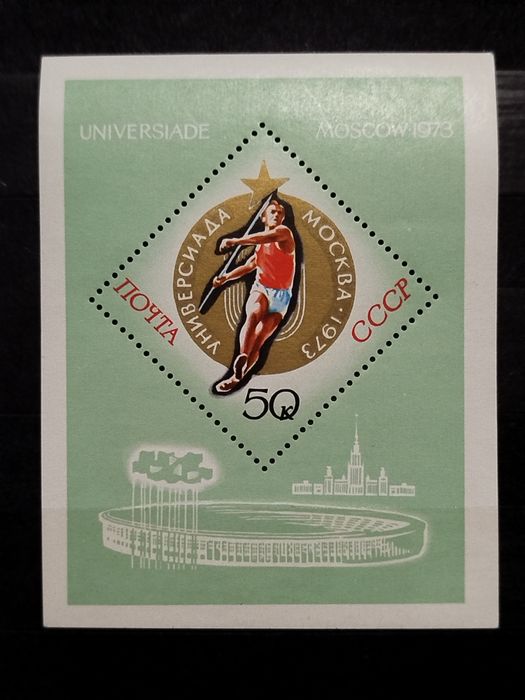 UNIVERSIADE MOSCOW 1973
УНИВЕРСИАДА МОСКВА·1973
ПОЧТА СССР
50к